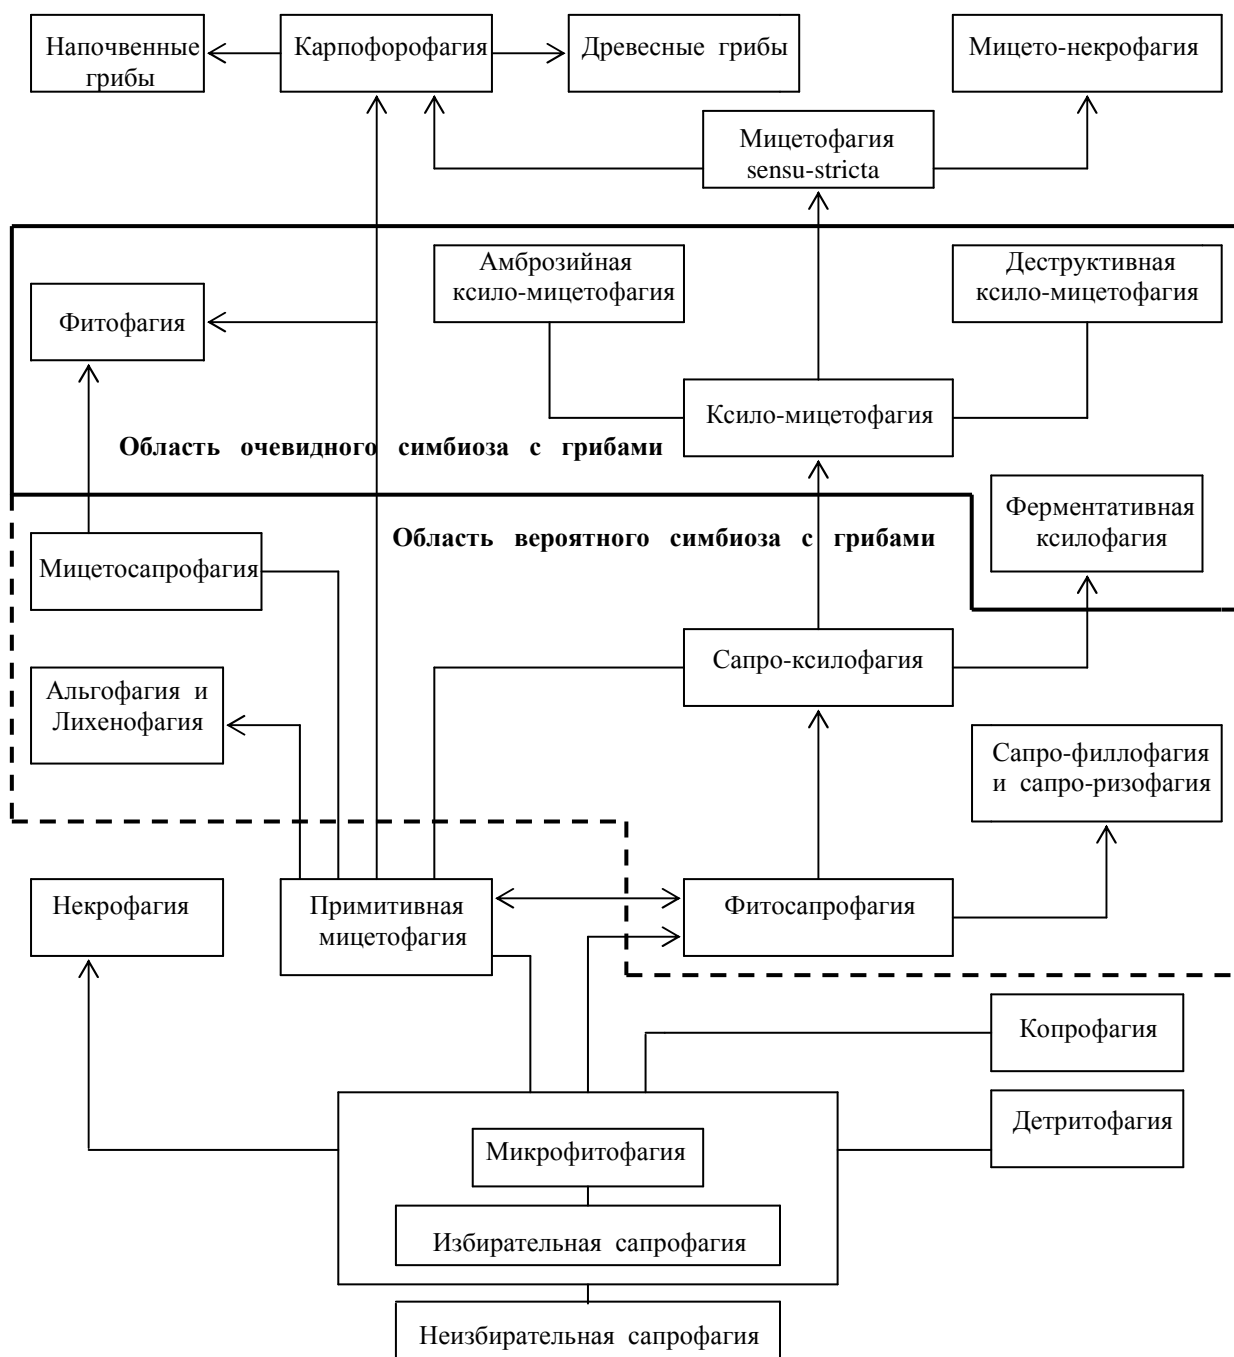 Напочвенные
грибы
Карпофорофагия
Древесные грибы
Мицето-некрофагия
Мицетофагия
sensu-stricta
Амброзийная
ксило-мицетофагия
Деструктивная
ксило-мицетофагия
Фитофагия
Ксило-мицетофагия
Область очевидного симбиоза с грибами
Ферментативная
ксилофагия
Область вероятного симбиоза с грибами
Мицетосапрофагия
Сапро-ксилофагия
Альгофагия и
Лихенофагия
Сапро-филлофагия
и сапро-ризофагия
Некрофагия
Примитивная
мицетофагия
Фитосапрофагия
Копрофагия
Детритофагия
Микрофитофагия
Избирательная сапрофагия
Неизбирательная сапрофагия